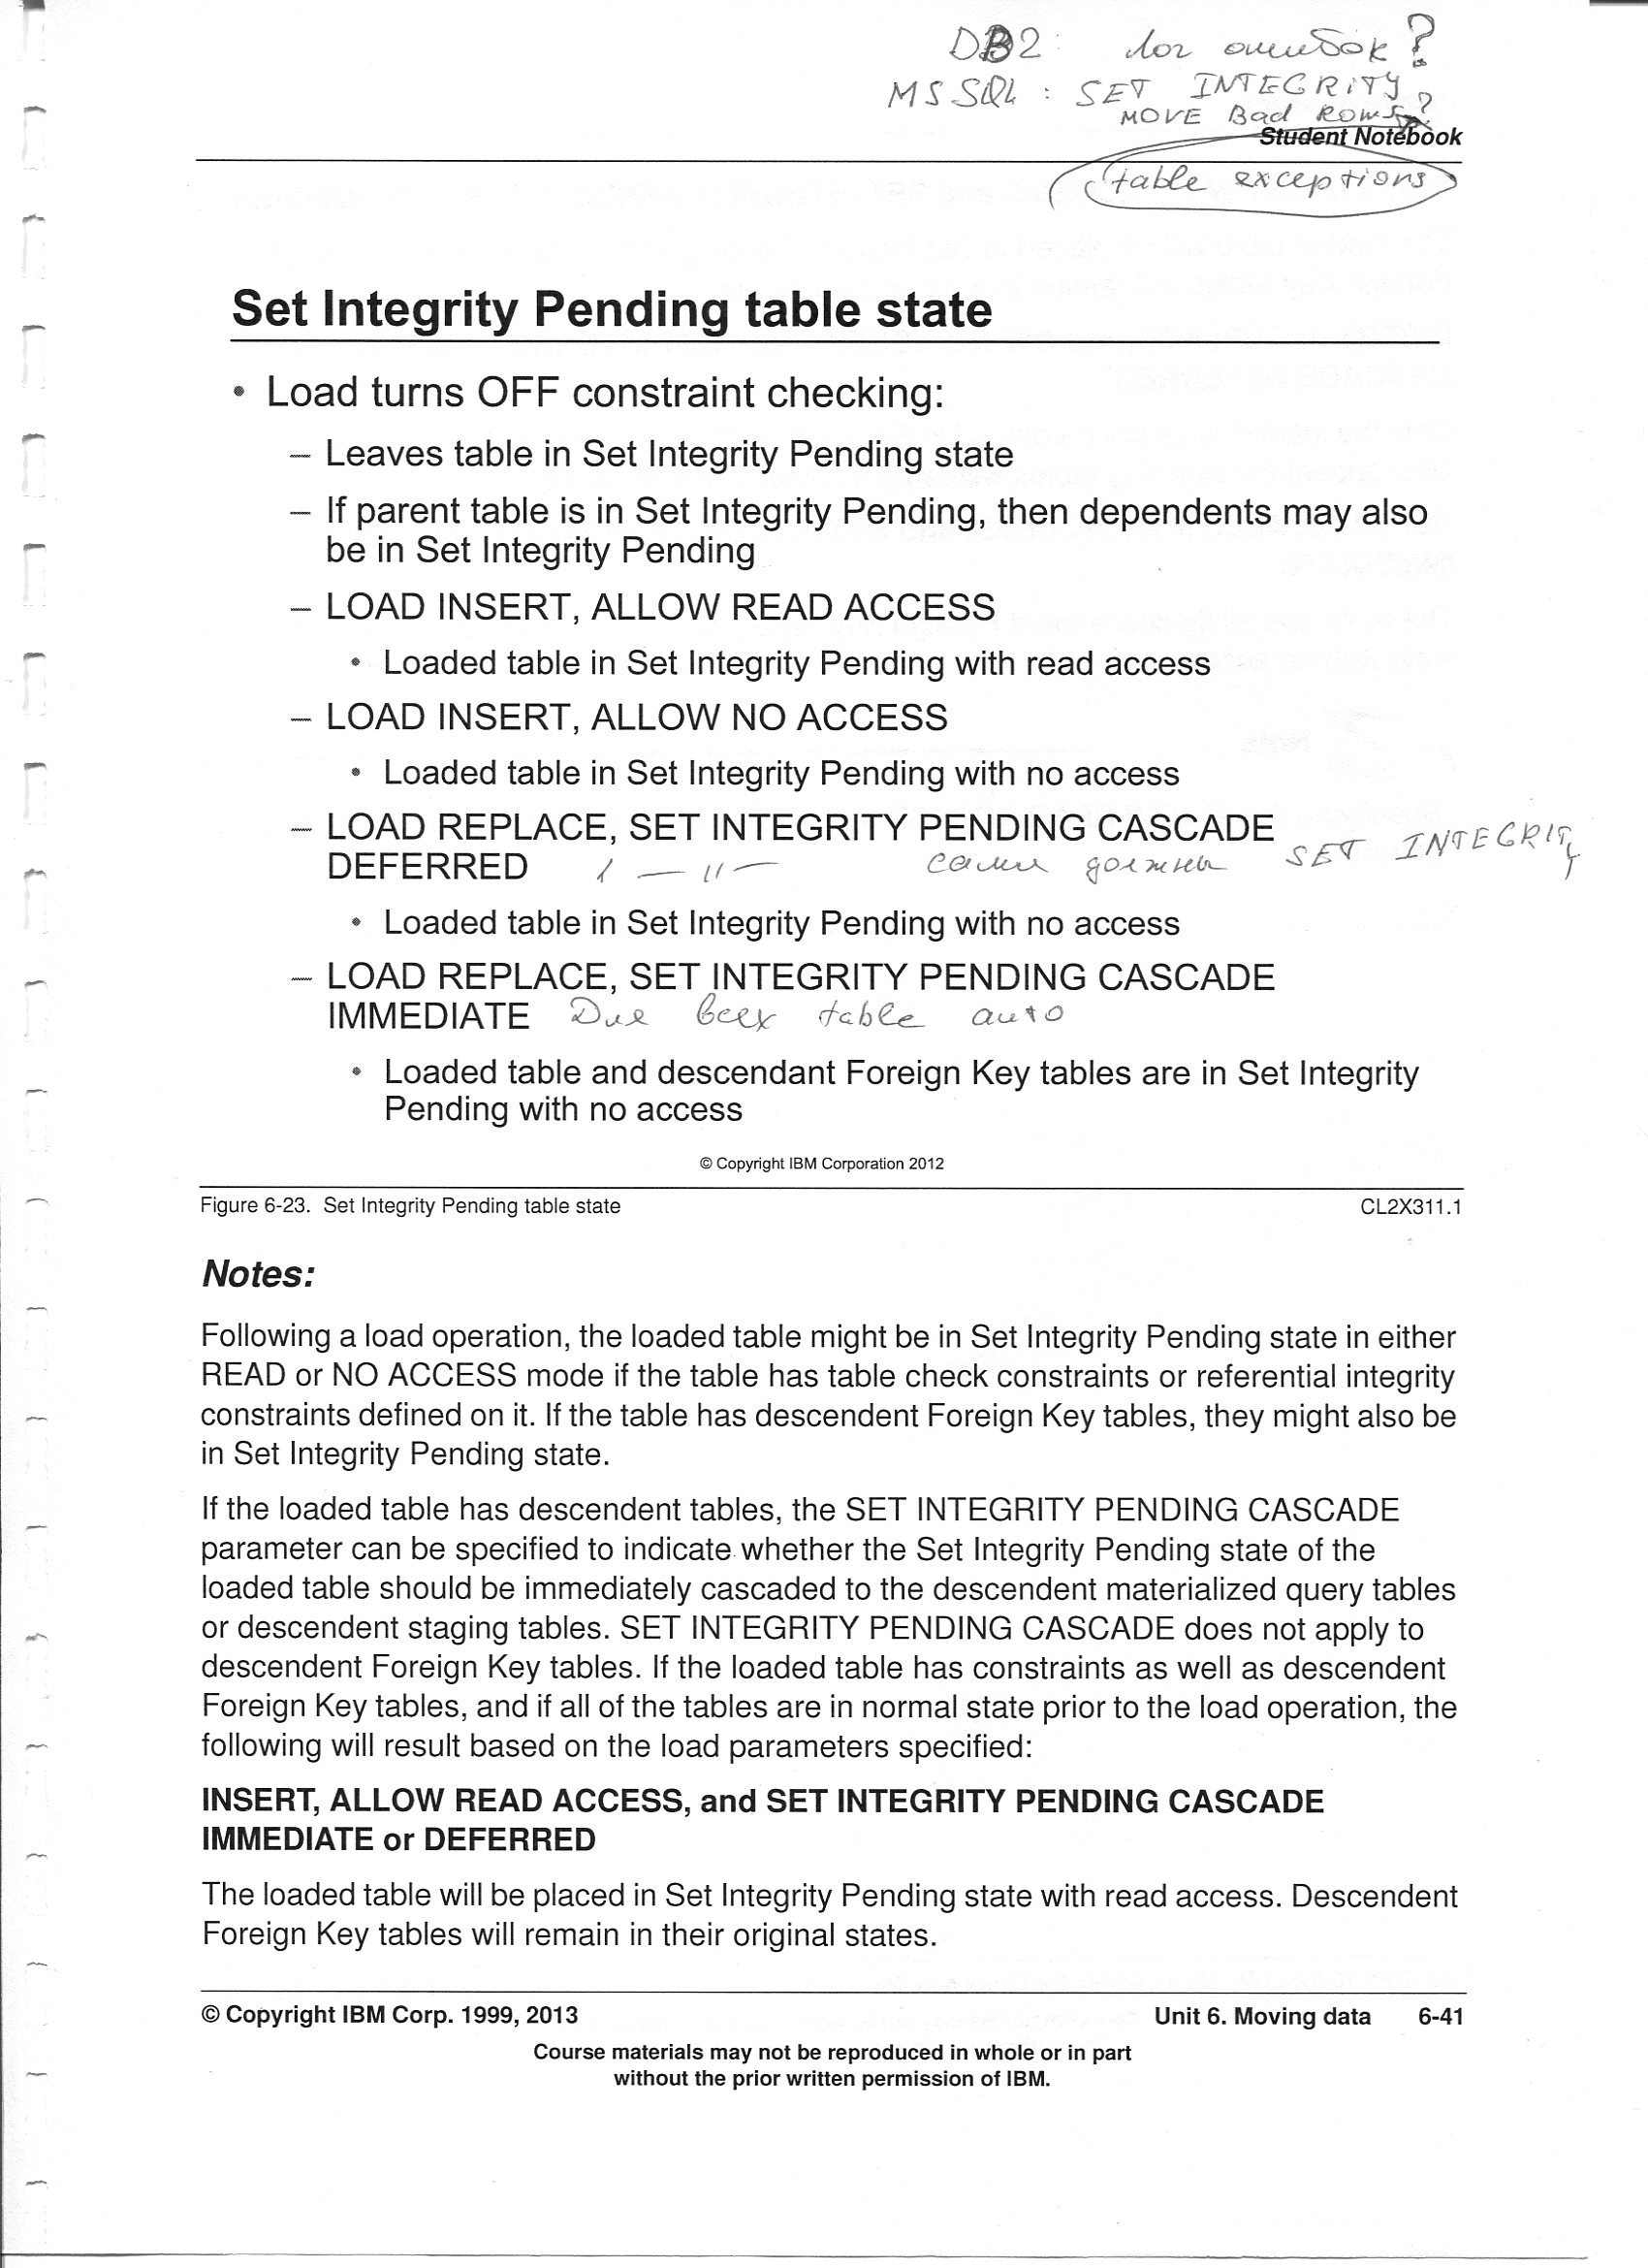 DB2: лог ошибок?
MS SQL: SET INTEGRITY
MOVE Bad Rows?
Student Notebook
table exceptions
Set Integrity Pending table state
• Load turns OFF constraint checking:
– Leaves table in Set Integrity Pending state
– If parent table is in Set Integrity Pending, then dependents may also
be in Set Integrity Pending
– LOAD INSERT, ALLOW READ ACCESS
• Loaded table in Set Integrity Pending with read access
– LOAD INSERT, ALLOW NO ACCESS
• Loaded table in Set Integrity Pending with no access
– LOAD REPLACE, SET INTEGRITY PENDING CASCADE
DEFERRED 1 — 11 — сами должны SET INTEGRITY
• Loaded table in Set Integrity Pending with no access
– LOAD REPLACE, SET INTEGRITY PENDING CASCADE
IMMEDIATE Для всех table авто
• Loaded table and descendant Foreign Key tables are in Set Integrity
Pending with no access
© Copyright IBM Corporation 2012
Figure 6-23. Set Integrity Pending table state CL2X311.1
Notes:
Following a load operation, the loaded table might be in Set Integrity Pending state in either
READ or NO ACCESS mode if the table has table check constraints or referential integrity
constraints defined on it. If the table has descendent Foreign Key tables, they might also be
in Set Integrity Pending state.
If the loaded table has descendent tables, the SET INTEGRITY PENDING CASCADE
parameter can be specified to indicate whether the Set Integrity Pending state of the
loaded table should be immediately cascaded to the descendent materialized query tables
or descendent staging tables. SET INTEGRITY PENDING CASCADE does not apply to
descendent Foreign Key tables. If the loaded table has constraints as well as descendent
Foreign Key tables, and if all of the tables are in normal state prior to the load operation, the
following will result based on the load parameters specified:
INSERT, ALLOW READ ACCESS, and SET INTEGRITY PENDING CASCADE
IMMEDIATE or DEFERRED
The loaded table will be placed in Set Integrity Pending state with read access. Descendent
Foreign Key tables will remain in their original states.
© Copyright IBM Corp. 1999, 2013 Unit 6. Moving data 6-41
Course materials may not be reproduced in whole or in part
without the prior written permission of IBM.